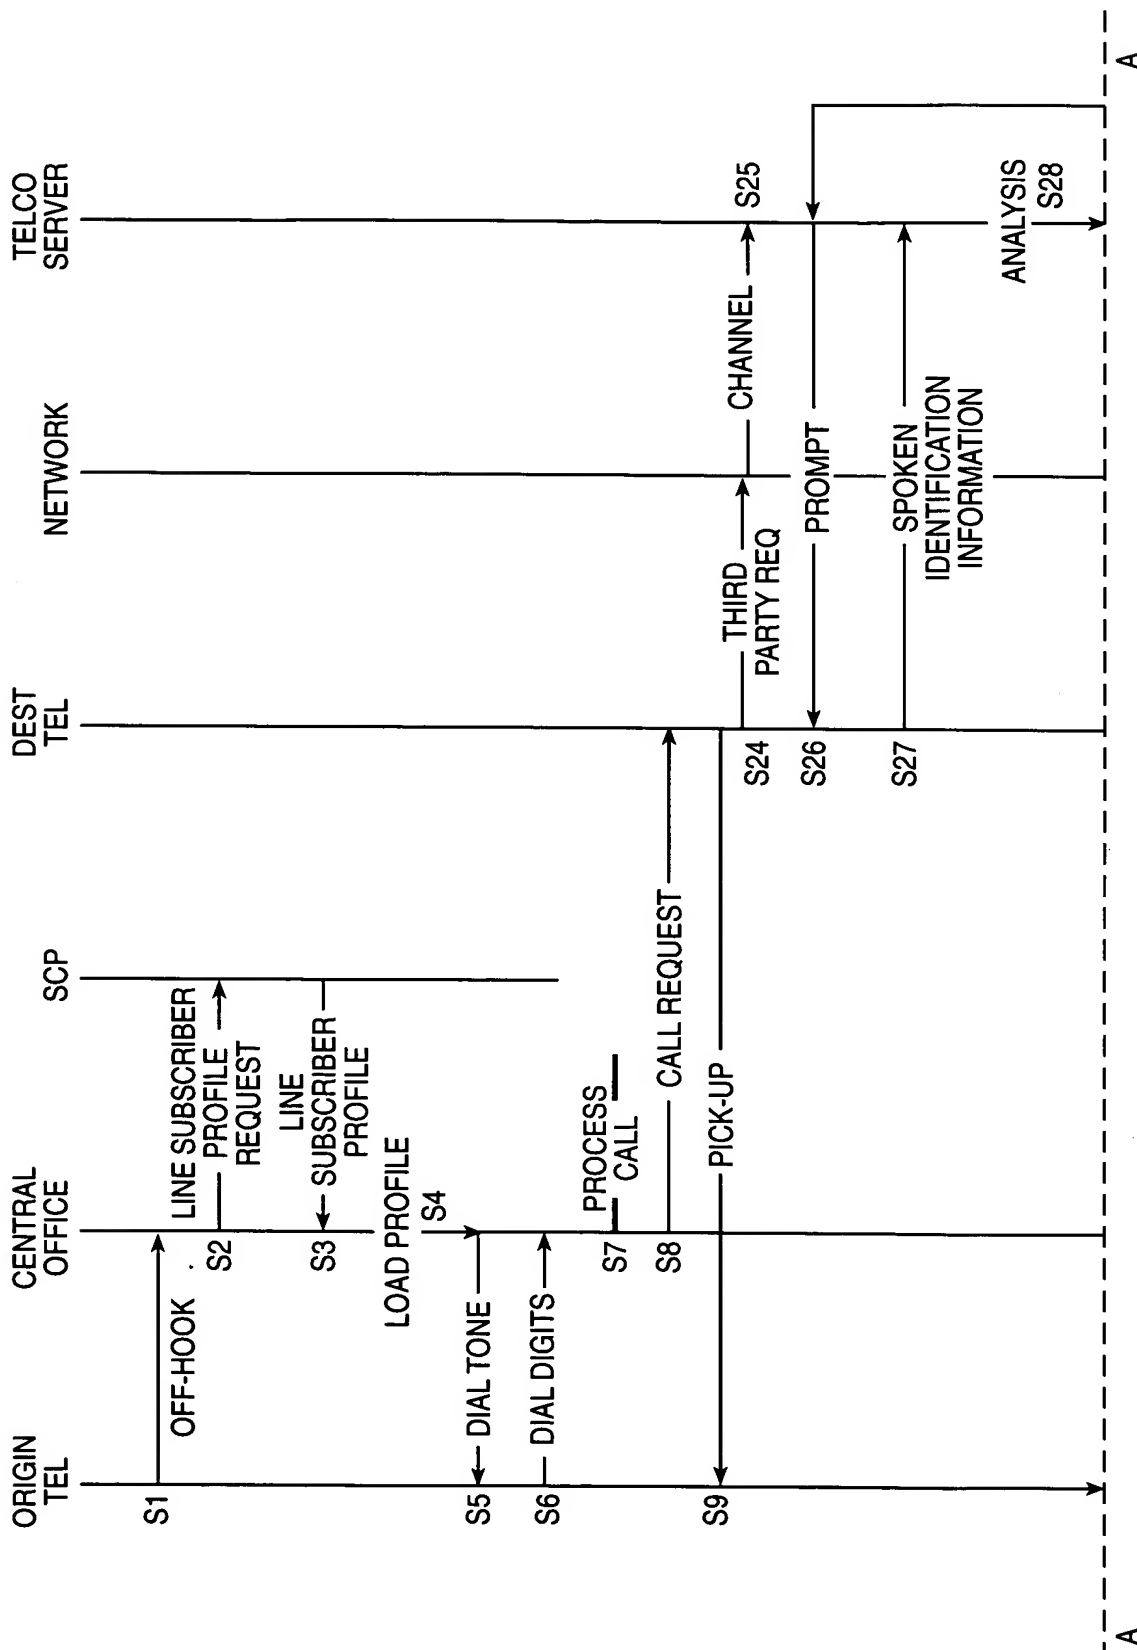 ORIGIN
TEL
CENTRAL
OFFICE
SCP
DEST
TEL
NETWORK
TELCO
SERVER
S1
OFF-HOOK
S2
LINE SUBSCRIBER
PROFILE
REQUEST
S3
LINE
SUBSCRIBER
PROFILE
LOAD PROFILE
S4
S5
DIAL TONE
S6
DIAL DIGITS
S7
PROCESS
CALL
S8
CALL REQUEST
S9
PICK-UP
S24
THIRD
PARTY REQ
CHANNEL
S25
S26
PROMPT
S27
SPOKEN
IDENTIFICATION
INFORMATION
ANALYSIS
S28
A
A